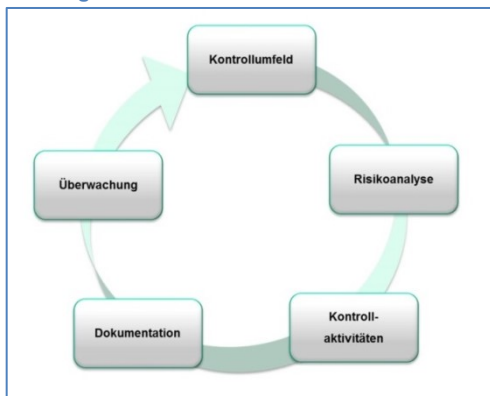 Kontrollumfeld
Risikoanalyse
Kontroll-
aktivitäten
Dokumentation
Überwachung